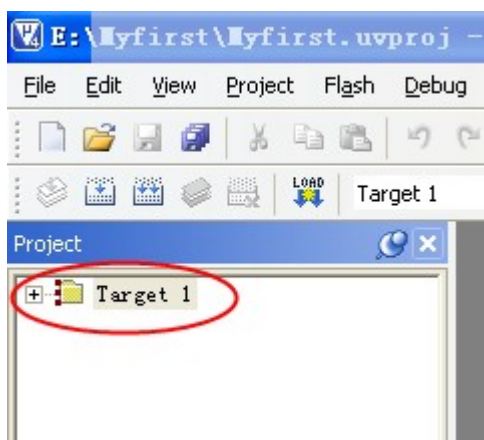 E:\Myfirst\Myfirst.uvproj -
File Edit View Project Flash Debug
LOAD Target 1
Project
Target 1